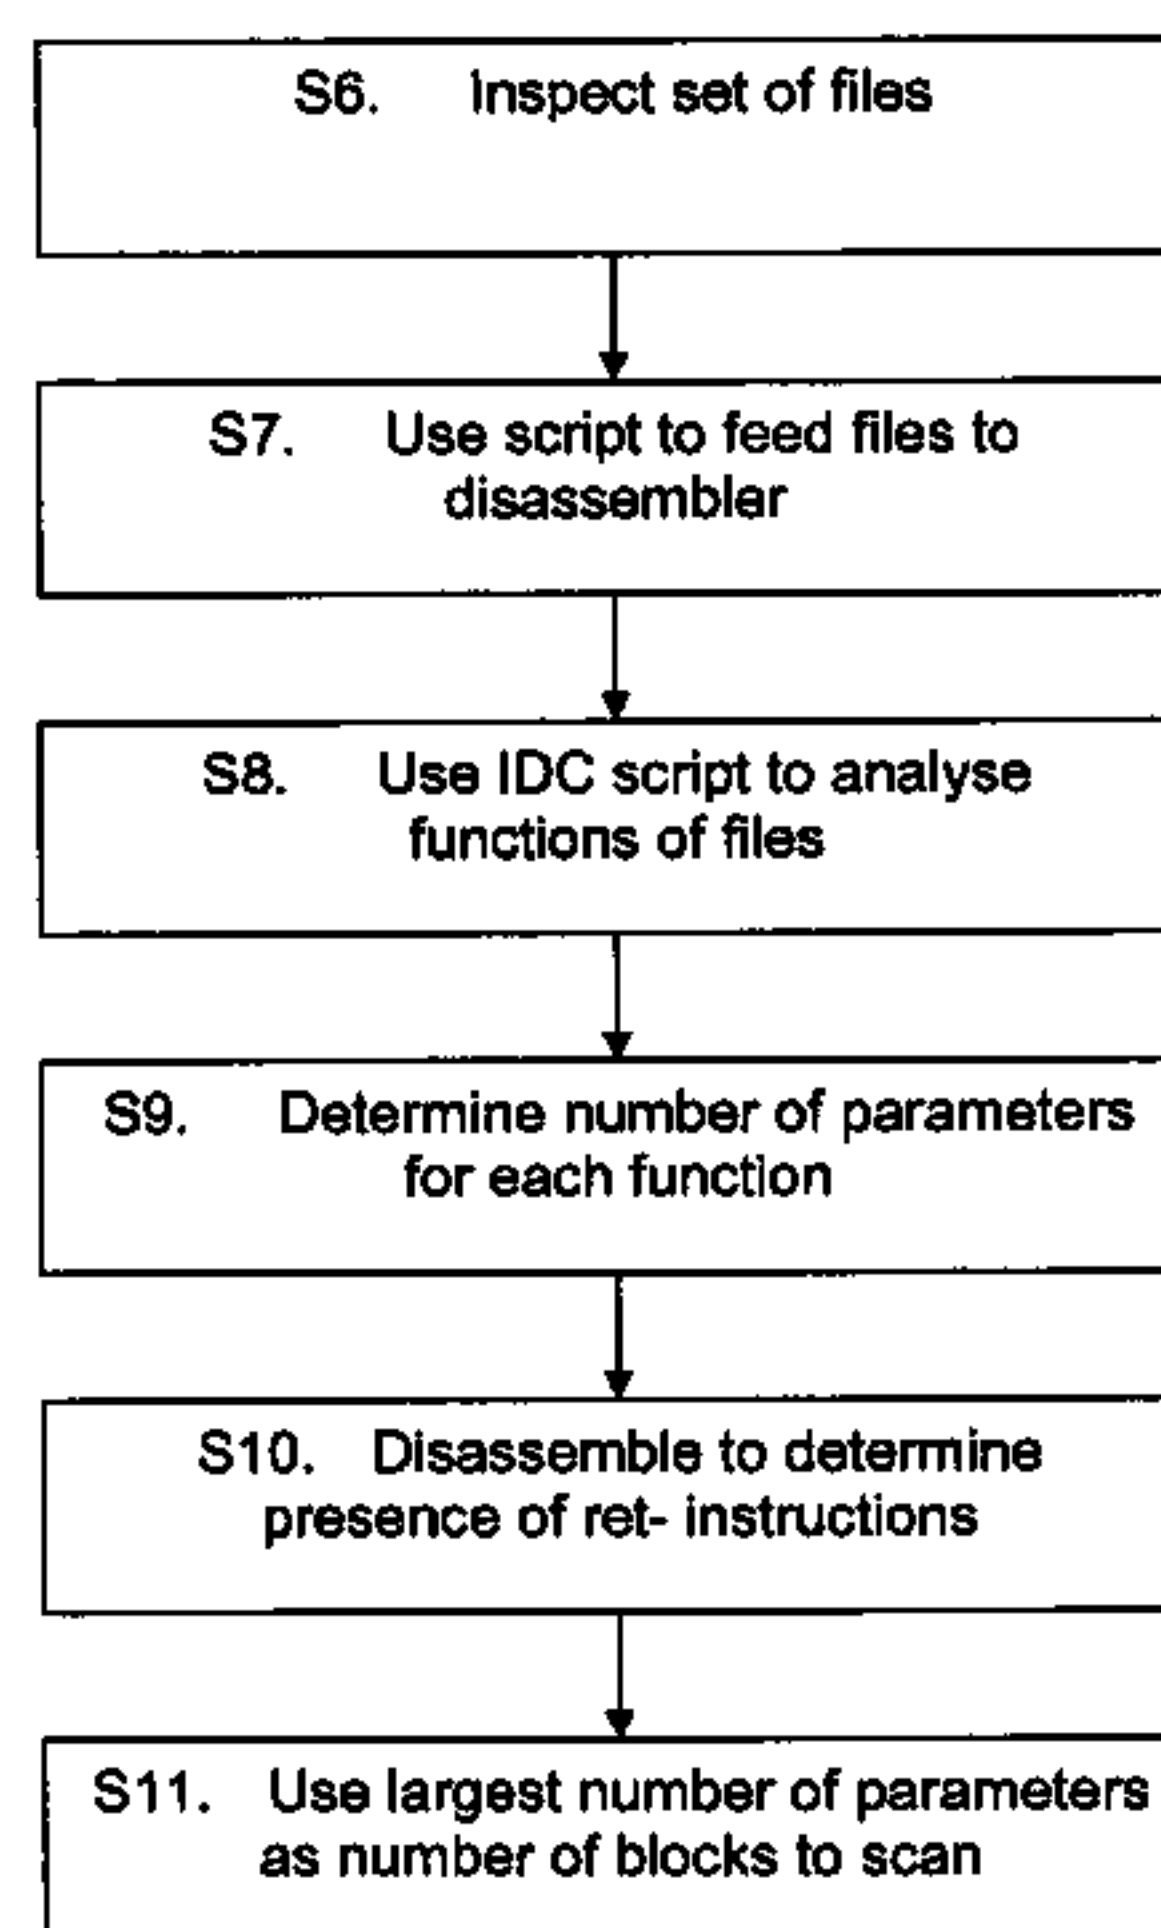 S6. Inspect set of files
S7. Use script to feed files to
disassembler
S8. Use IDC script to analyse
functions of files
S9. Determine number of parameters
for each function
S10. Disassemble to determine
presence of ret- instructions
S11. Use largest number of parameters
as number of blocks to scan